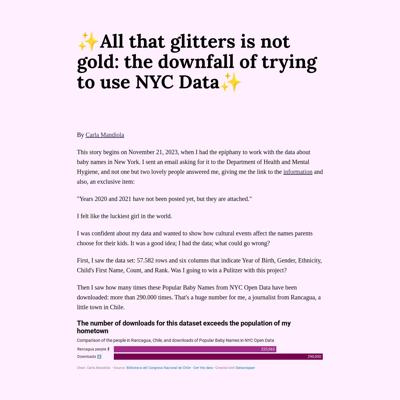 ✨All that glitters is not
gold: the downfall of trying
to use NYC Data✨
By Carla Mandiola
This story begins on November 21, 2023, when I had the epiphany to work with the data about
baby names in New York. I sent an email asking for it to the Department of Health and Mental
Hygiene, and not one but two lovely people answered me, giving me the link to the information and
also, an exclusive item:
"Years 2020 and 2021 have not been posted yet, but they are attached."
I felt like the luckiest girl in the world.
I was confident about my data and wanted to show how cultural events affect the names parents
choose for their kids. It was a good idea; I had the data; what could go wrong?
First, I saw the data set: 57.582 rows and six columns that indicate Year of Birth, Gender, Ethnicity,
Child's First Name, Count, and Rank. Was I going to win a Pulitzer with this project?
Then I saw how many times these Popular Baby Names from NYC Open Data have been
downloaded: more than 290.000 times. That's a huge number for me, a journalist from Rancagua, a
little town in Chile.
The number of downloads for this dataset exceeds the population of my
hometown
Comparison of the people in Rancagua, Chile, and downloads of Popular Baby Names in NYC Open Data
Rancagua people
Downloads
290,000
Chart: Carla Mandiola · Source: Biblioteca del Congreso Nacional de Chile · Get the data · Created with Datawrapper